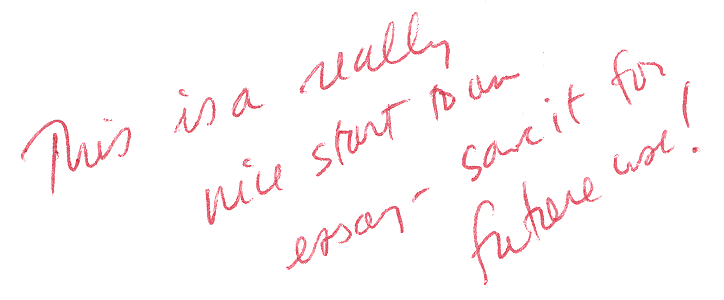 This is a really
nice start to an
essay - save it for
future use!